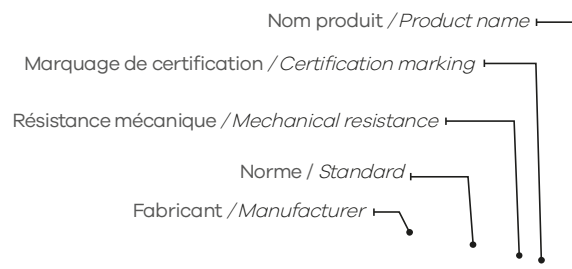 Nom produit / Product name
Marquage de certification / Certification marking
Résistance mécanique / Mechanical resistance
Norme / Standard
Fabricant / Manufacturer